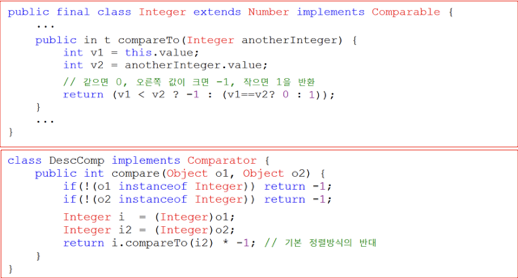 public final class Integer extends Number implements Comparable {
...
public in t compareTo(Integer anotherInteger) {
int v1 = this.value;
int v2 = anotherInteger.value;
// 같으면 0, 오른쪽 값이 크면 -1, 작으면 1을 반환
return (v1 < v2 ? -1 : (v1==v2? 0 : 1));
}
...
}
class DescComp implements Comparator {
public int compare(Object o1, Object o2) {
if(!(o1 instanceof Integer)) return -1;
if(!(o2 instanceof Integer)) return -1;
Integer i = (Integer)o1;
Integer i2 = (Integer)o2;
return i.compareTo(i2) * -1; // 기본 정렬방식의 반대
}
}